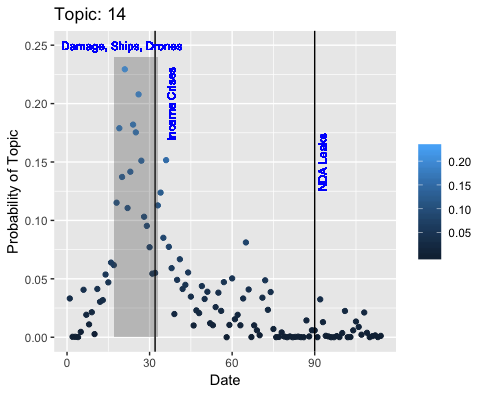 Topic: 14
Damage, Ships, Drones
Income Crises
NDA Leaks
Probability of Topic
0.25
0.20
0.15
0.10
0.05
0.00
0
30
60
90
Date
0.20
0.15
0.10
0.05